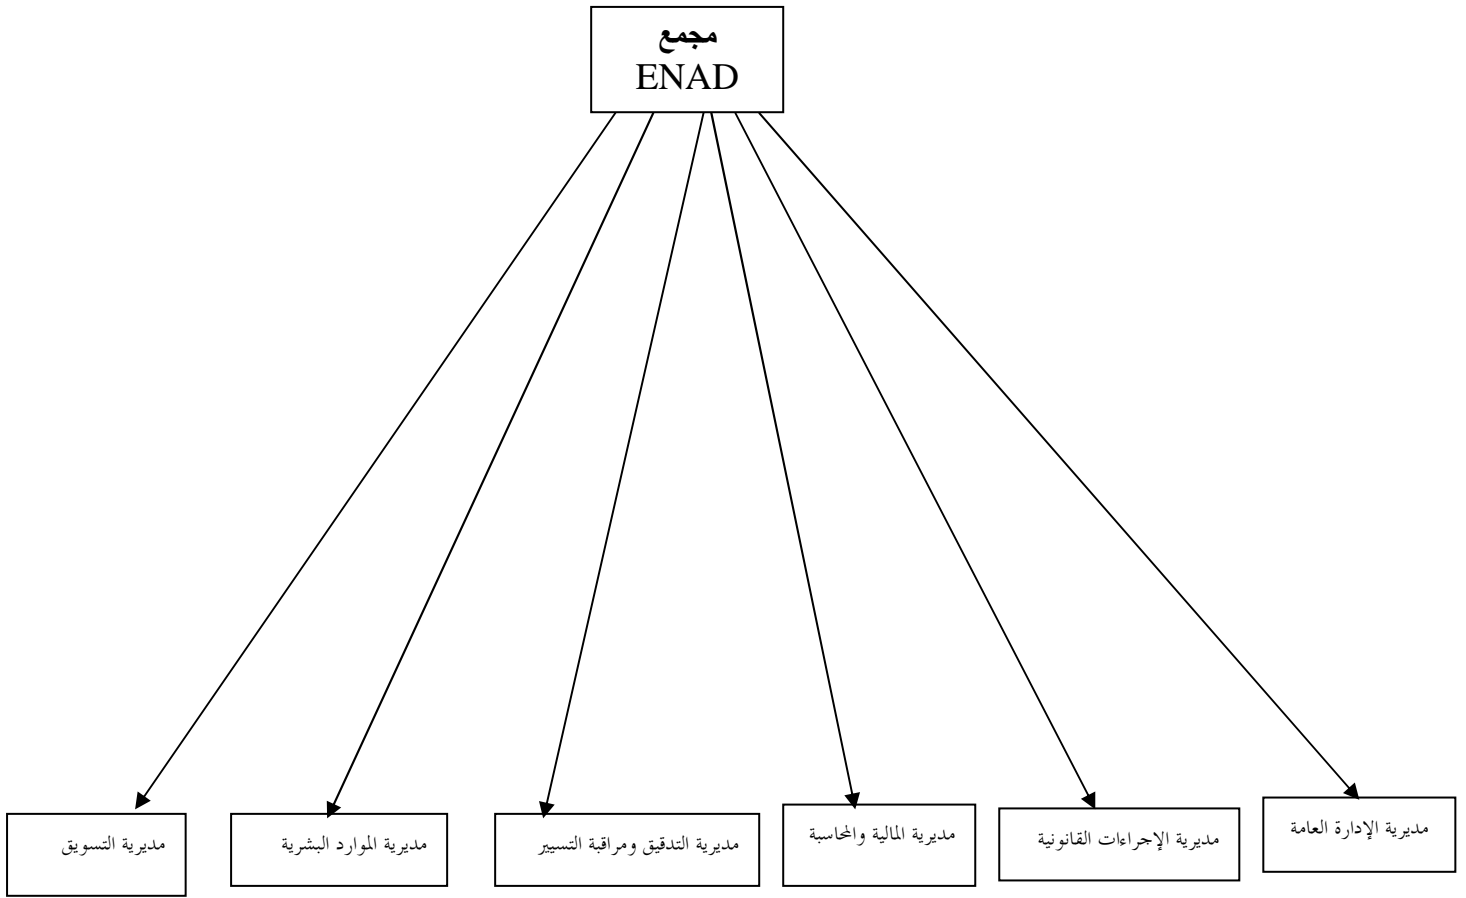 مجمع
ENAD
مديرية الإدارة العامة
مديرية الإجراءات القانونية
مديرية المالية والمحاسبة
مديرية التدقيق ومراقبة التسيير
مديرية الموارد البشرية
مديرية التسويق